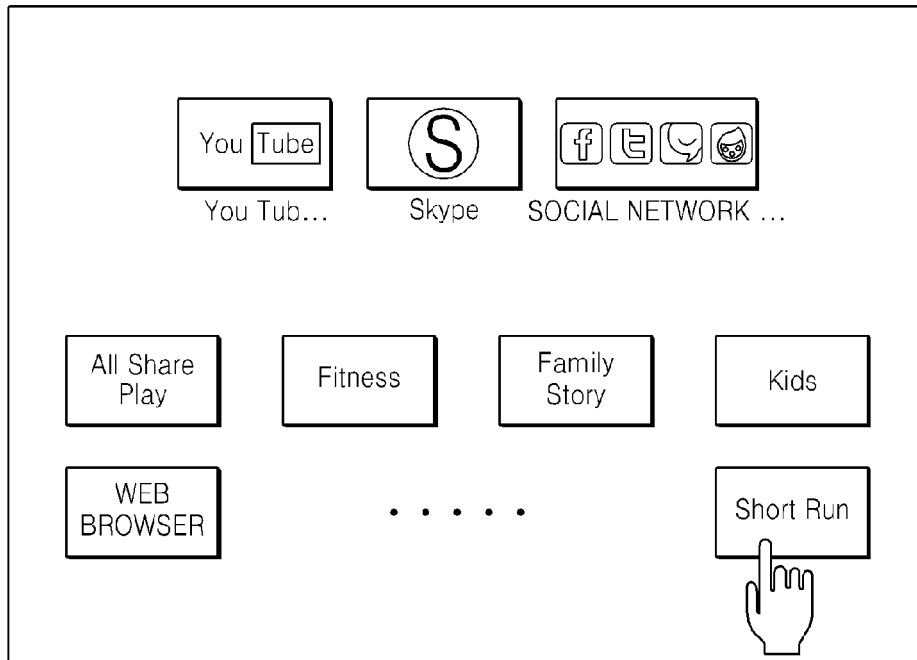 You Tube
S
f t
You Tub...
Skype
SOCIAL NETWORK ...
All Share
Play
Fitness
Family
Story
Kids
WEB
BROWSER
.....
Short Run